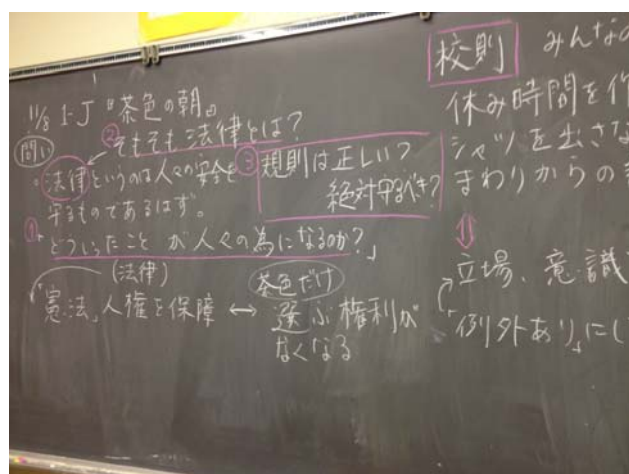 11/8 1-J 『茶色の朝』
問い
② そもそも法律とは?
・法律というのは人々の安全を
守るものであるはず。
① 「どういったことが人々の為になるのか?」
(法律)
「憲法」人権を保障 ↔ 茶色だけ
選ぶ権利が
なくなる
③ 規則は正しい?
絶対守るべき?
校則 みんなの
休み時間を作
シャツを出さな
まわりからの
⇓
立場、意識
「例外あり」にし